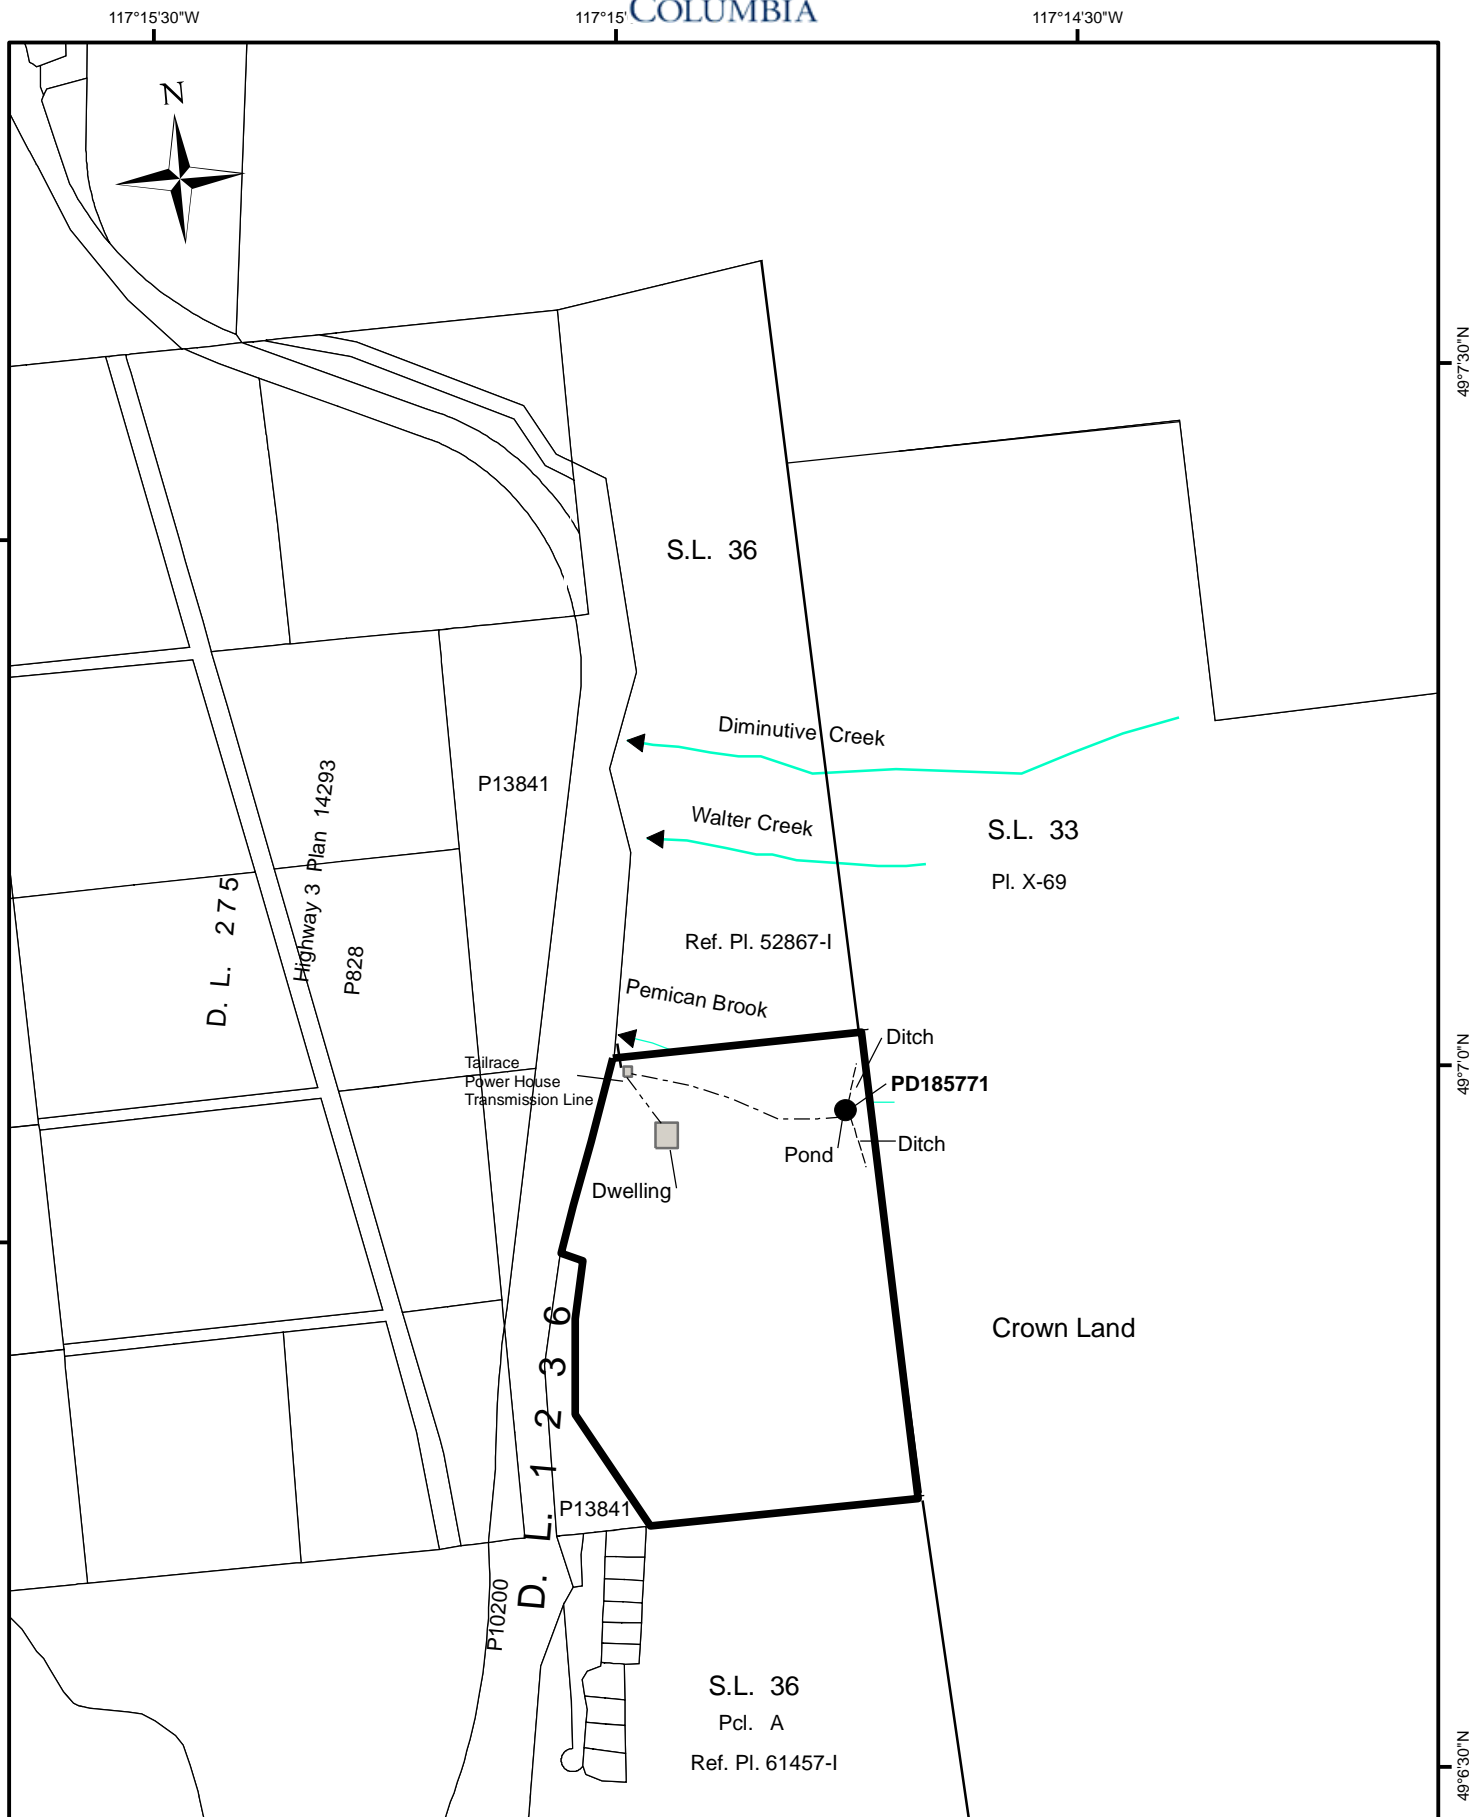 COLUMBIA
117°15'30"W
117°15'
117°14'30"W
N
49°7'30"N
S.L. 36
Diminutive Creek
P13841
Walter Creek
S.L. 33
Pl. X-69
Highway 3 Plan 14293
D. L. 275
P828
Ref. Pl. 52867-I
Pemican Brook
Ditch
Tailrace
Power House
Transmission Line
PD185771
49°7'0"N
Pond
Ditch
Dwelling
Crown Land
D. L. 1236
P13841
P10200
S.L. 36
Pcl. A
Ref. Pl. 61457-I
49°6'30"N